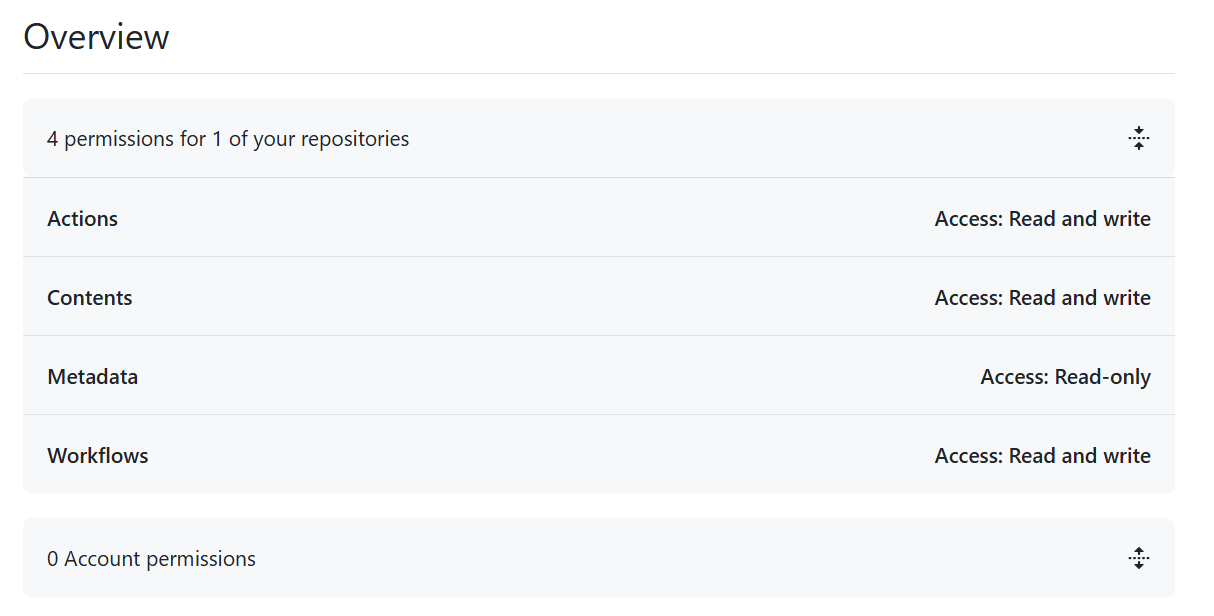 Overview
4 permissions for 1 of your repositories
Actions Access: Read and write
Contents Access: Read and write
Metadata Access: Read-only
Workflows Access: Read and write
0 Account permissions